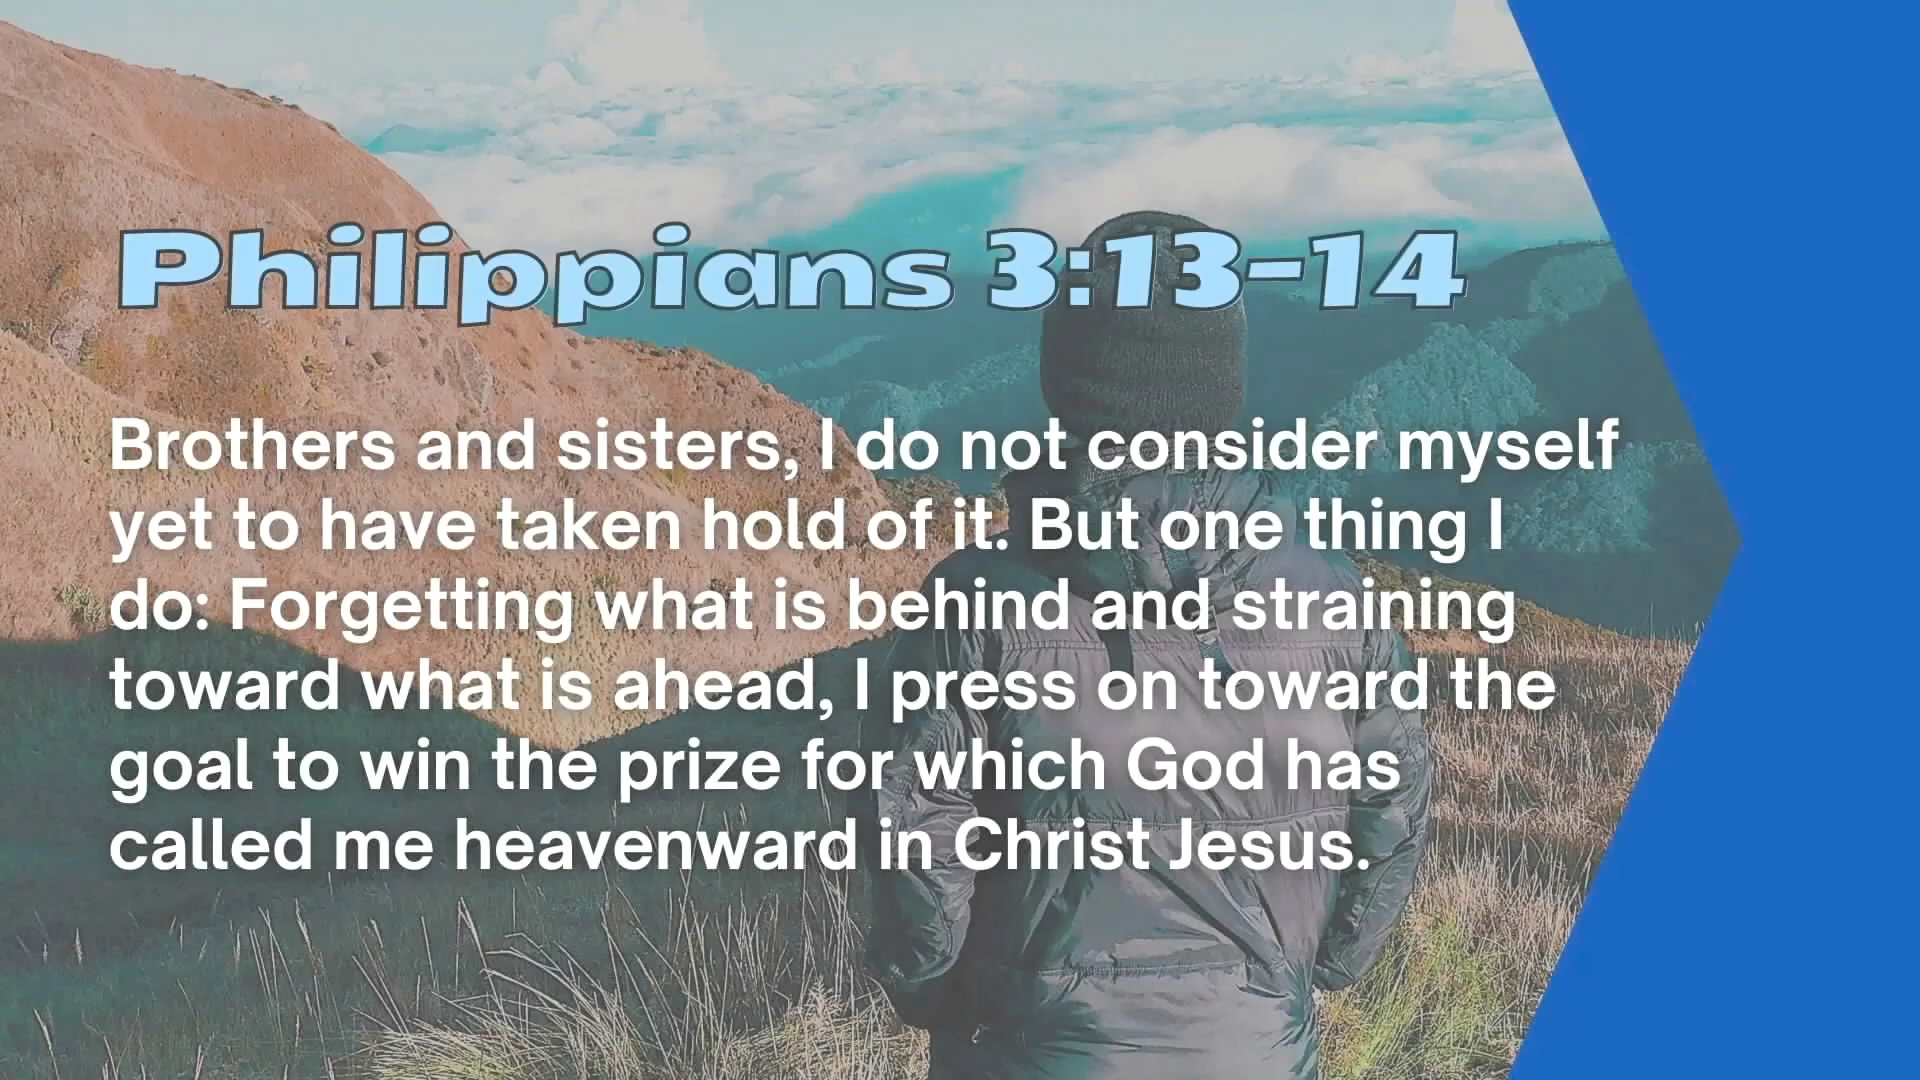 Philippians 3:13-14
Brothers and sisters, I do not consider myself
yet to have taken hold of it. But one thing I
do: Forgetting what is behind and straining
toward what is ahead, I press on toward the
goal to win the prize for which God has
called me heavenward in Christ Jesus.